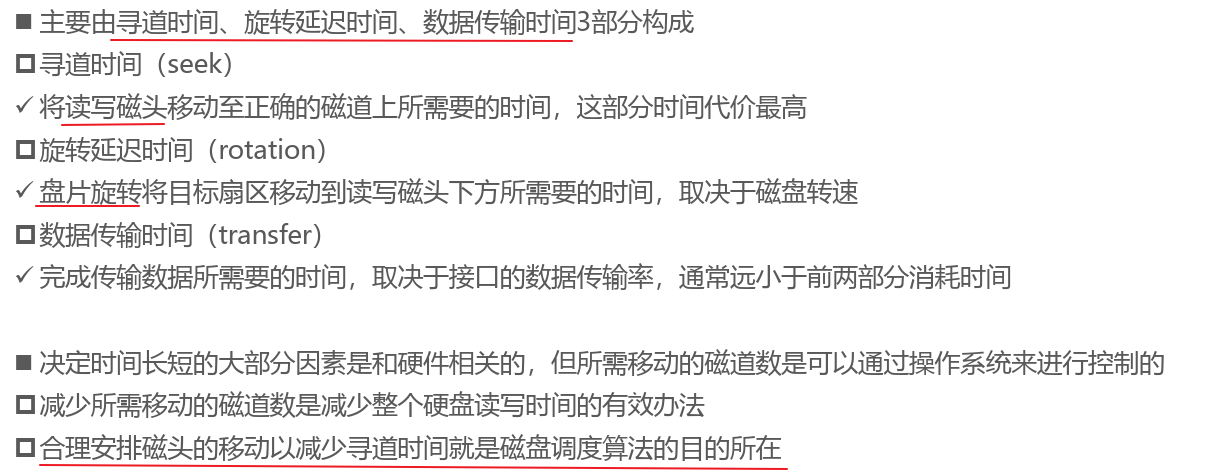 ■ 主要由寻道时间、旋转延迟时间、数据传输时间3部分构成
□ 寻道时间（seek）
✓ 将读写磁头移动至正确的磁道上所需要的时间，这部分时间代价最高
□ 旋转延迟时间（rotation）
✓ 盘片旋转将目标扇区移动到读写磁头下方所需要的时间，取决于磁盘转速
□ 数据传输时间（transfer）
✓ 完成传输数据所需要的时间，取决于接口的数据传输率，通常远小于前两部分消耗时间
■ 决定时间长短的大部分因素是和硬件相关的，但所需移动的磁道数是可以通过操作系统来进行控制的
□ 减少所需移动的磁道数是减少整个硬盘读写时间的有效办法
□ 合理安排磁头的移动以减少寻道时间就是磁盘调度算法的目的所在